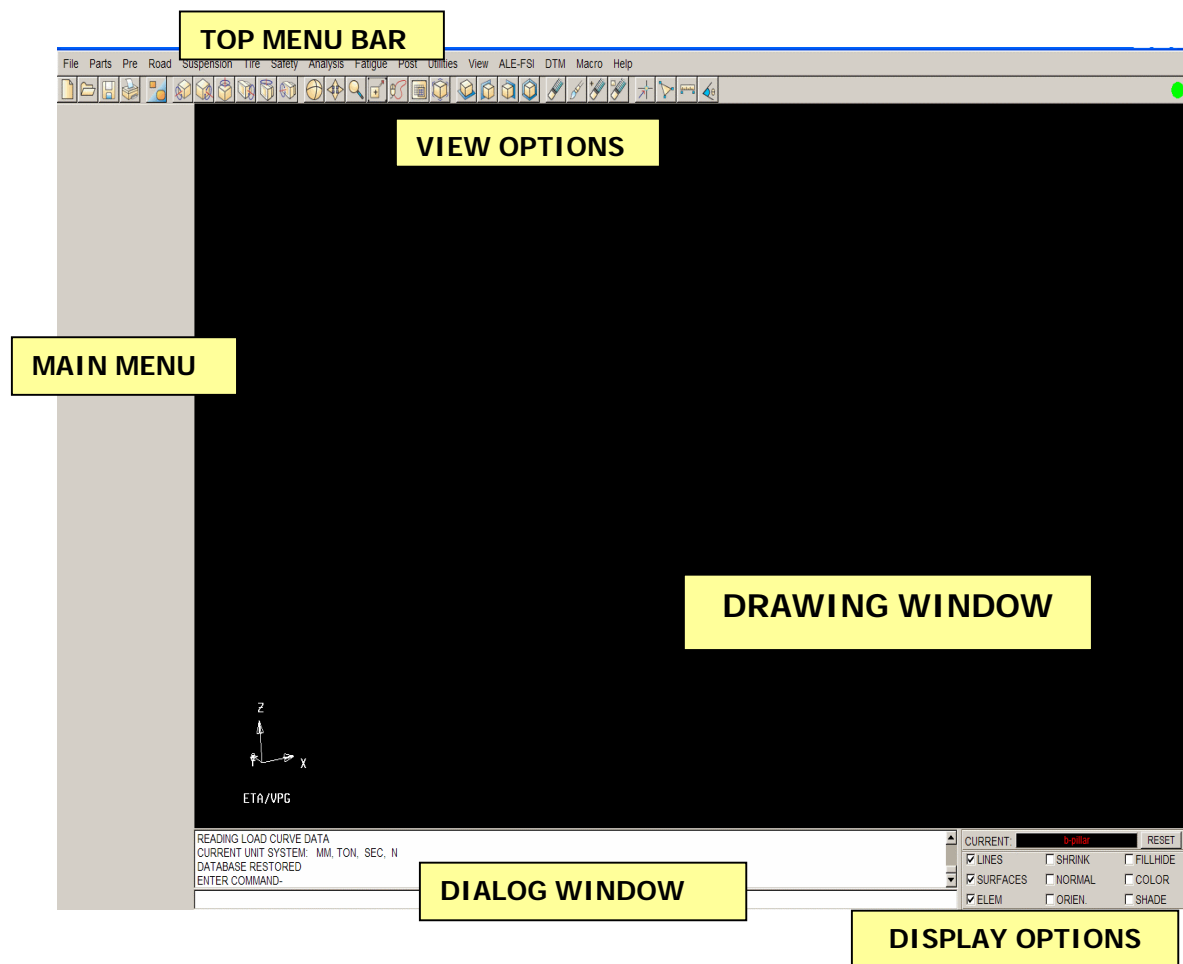 TOP MENU BAR
File Parts Pre Road Suspension Tire Safety Analysis Fatigue Post Utilities View ALE-FSI DTM Macro Help
VIEW OPTIONS
MAIN MENU
DRAWING WINDOW
Z
Y
X
ETA/VPG
READING LOAD CURVE DATA
CURRENT UNIT SYSTEM: MM, TON, SEC, N
DATABASE RESTORED
ENTER COMMAND-
DIALOG WINDOW
CURRENT: b-pillar RESET
LINES SHRINK FILLHIDE
SURFACES NORMAL COLOR
ELEM ORIEN. SHADE
DISPLAY OPTIONS